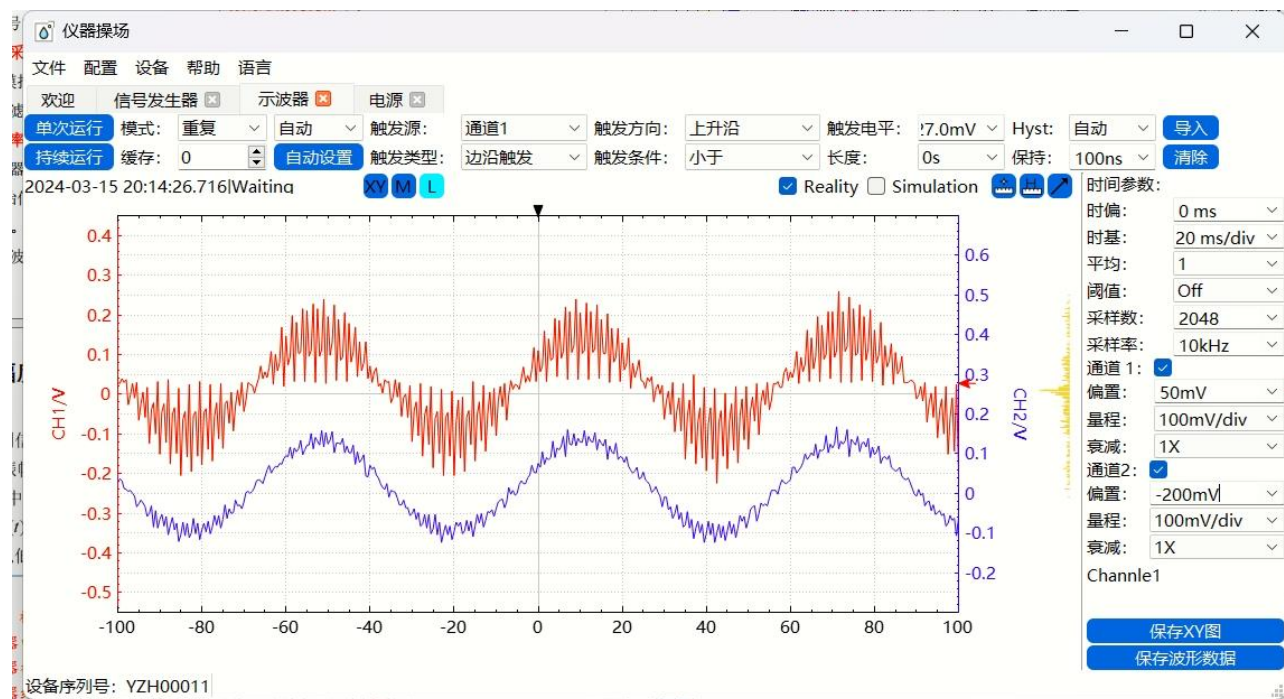 仪器操场
文件 配置 设备 帮助 语言
欢迎 信号发生器 示波器 电源
单次运行 模式: 重复 自动 触发源: 通道1 触发方向: 上升沿 触发电平: 27.0mV Hyst: 自动 导入
持续运行 缓存: 0 自动设置 触发类型: 边沿触发 触发条件: 小于 长度: 0s 保持: 100ns 清除
2024-03-15 20:14:26.716|Waiting XY M L Reality Simulation 时间参数:
时偏: 0 ms
时基: 20 ms/div
平均: 1
阈值: Off
采样数: 2048
采样率: 10kHz
通道 1:
偏置: 50mV
量程: 100mV/div
衰减: 1X
通道2:
偏置: -200mV
量程: 100mV/div
衰减: 1X
Channle1
保存XY图
保存波形数据
CH1/V
0.4
0.3
0.2
0.1
0
-0.1
-0.2
-0.3
-0.4
-0.5
CH2/V
0.6
0.5
0.4
0.3
0.2
0.1
0
-0.1
-0.2
-100 -80 -60 -40 -20 0 20 40 60 80 100
设备序列号: YZH00011